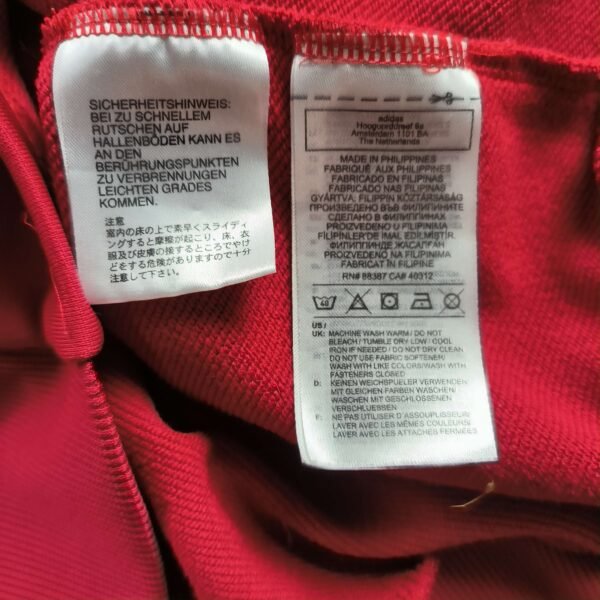 SICHERHEITSHINWEIS:
BEI ZU SCHNELLEM
RUTSCHEN AUF
HALLENBÖDEN KANN ES
AN DEN
BERÜHRUNGSPUNKTEN
ZU VERBRENNUNGEN
LEICHTEN GRADES
KOMMEN.
注意
室内の床の上で素早くスライディ
ングすると摩擦が起こり、床、衣
服及び皮膚の接するところでやけ
どをする危険がありますので十分
注意して下さい。
adidas
Hoogoorddreef 9a
Amsterdam 1101 BA
The Netherlands
MADE IN PHILIPPINES
FABRIQUÉ AUX PHILIPPINES
FABRICADO EN FILIPINAS
FABRICADO NAS FILIPINAS
GYÁRTVA: FILIPPIN KÖZTÁRSASÁG
ПРОИЗВЕДЕНО ВЪВ ФИЛИПИНИТЕ
СДЕЛАНО В ФИЛИППИНАХ
PROIZVEDENO U FILIPINIMA
FİLİPİNLER'DE İMAL EDİLMİŞTİR.
ФИЛИППИНДЕ ЖАСАЛҒАН
PROIZVEDENO NA FILIPINIMA
FABRICAT ÎN FILIPINE
RN# 88387 CA# 40312
40
US /
UK: MACHINE WASH WARM / DO NOT
BLEACH / TUMBLE DRY LOW / COOL
IRON IF NEEDED / DO NOT DRY CLEAN
DO NOT USE FABRIC SOFTENER/
WASH WITH LIKE COLORS/WASH WITH
FASTENERS CLOSED
D: KEINEN WEICHSPUELER VERWENDEN/
MIT GLEICHEN FARBEN WASCHEN/
WASCHEN MIT GESCHLOSSENEN
VERSCHLUESSEN
F: NE PAS UTILISER D'ASSOUPLISSEUR/
LAVER AVEC LES MÊMES COULEURS/
LAVER AVEC LES ATTACHES FERMÉES